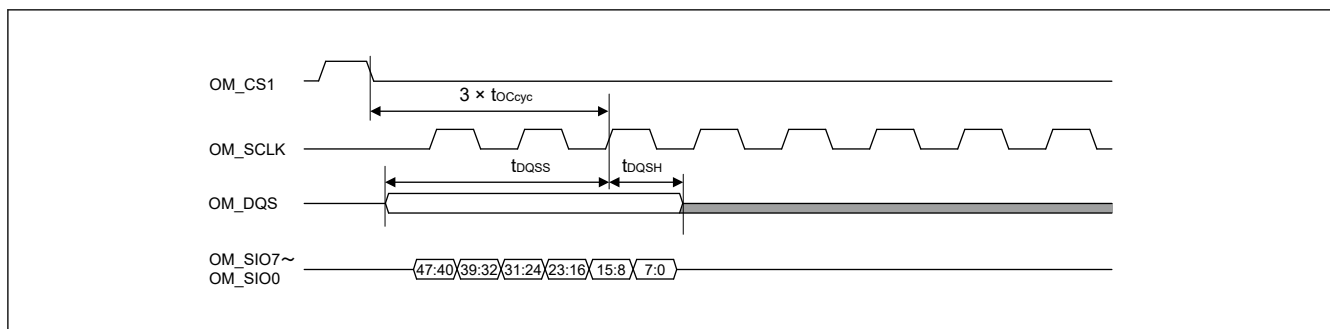 OM_CS1
3 × tOCcyc
OM_SCLK
tDQSS
tDQSH
OM_DQS
OM_SIO7～
OM_SIO0
47:40 39:32 31:24 23:16 15:8 7:0